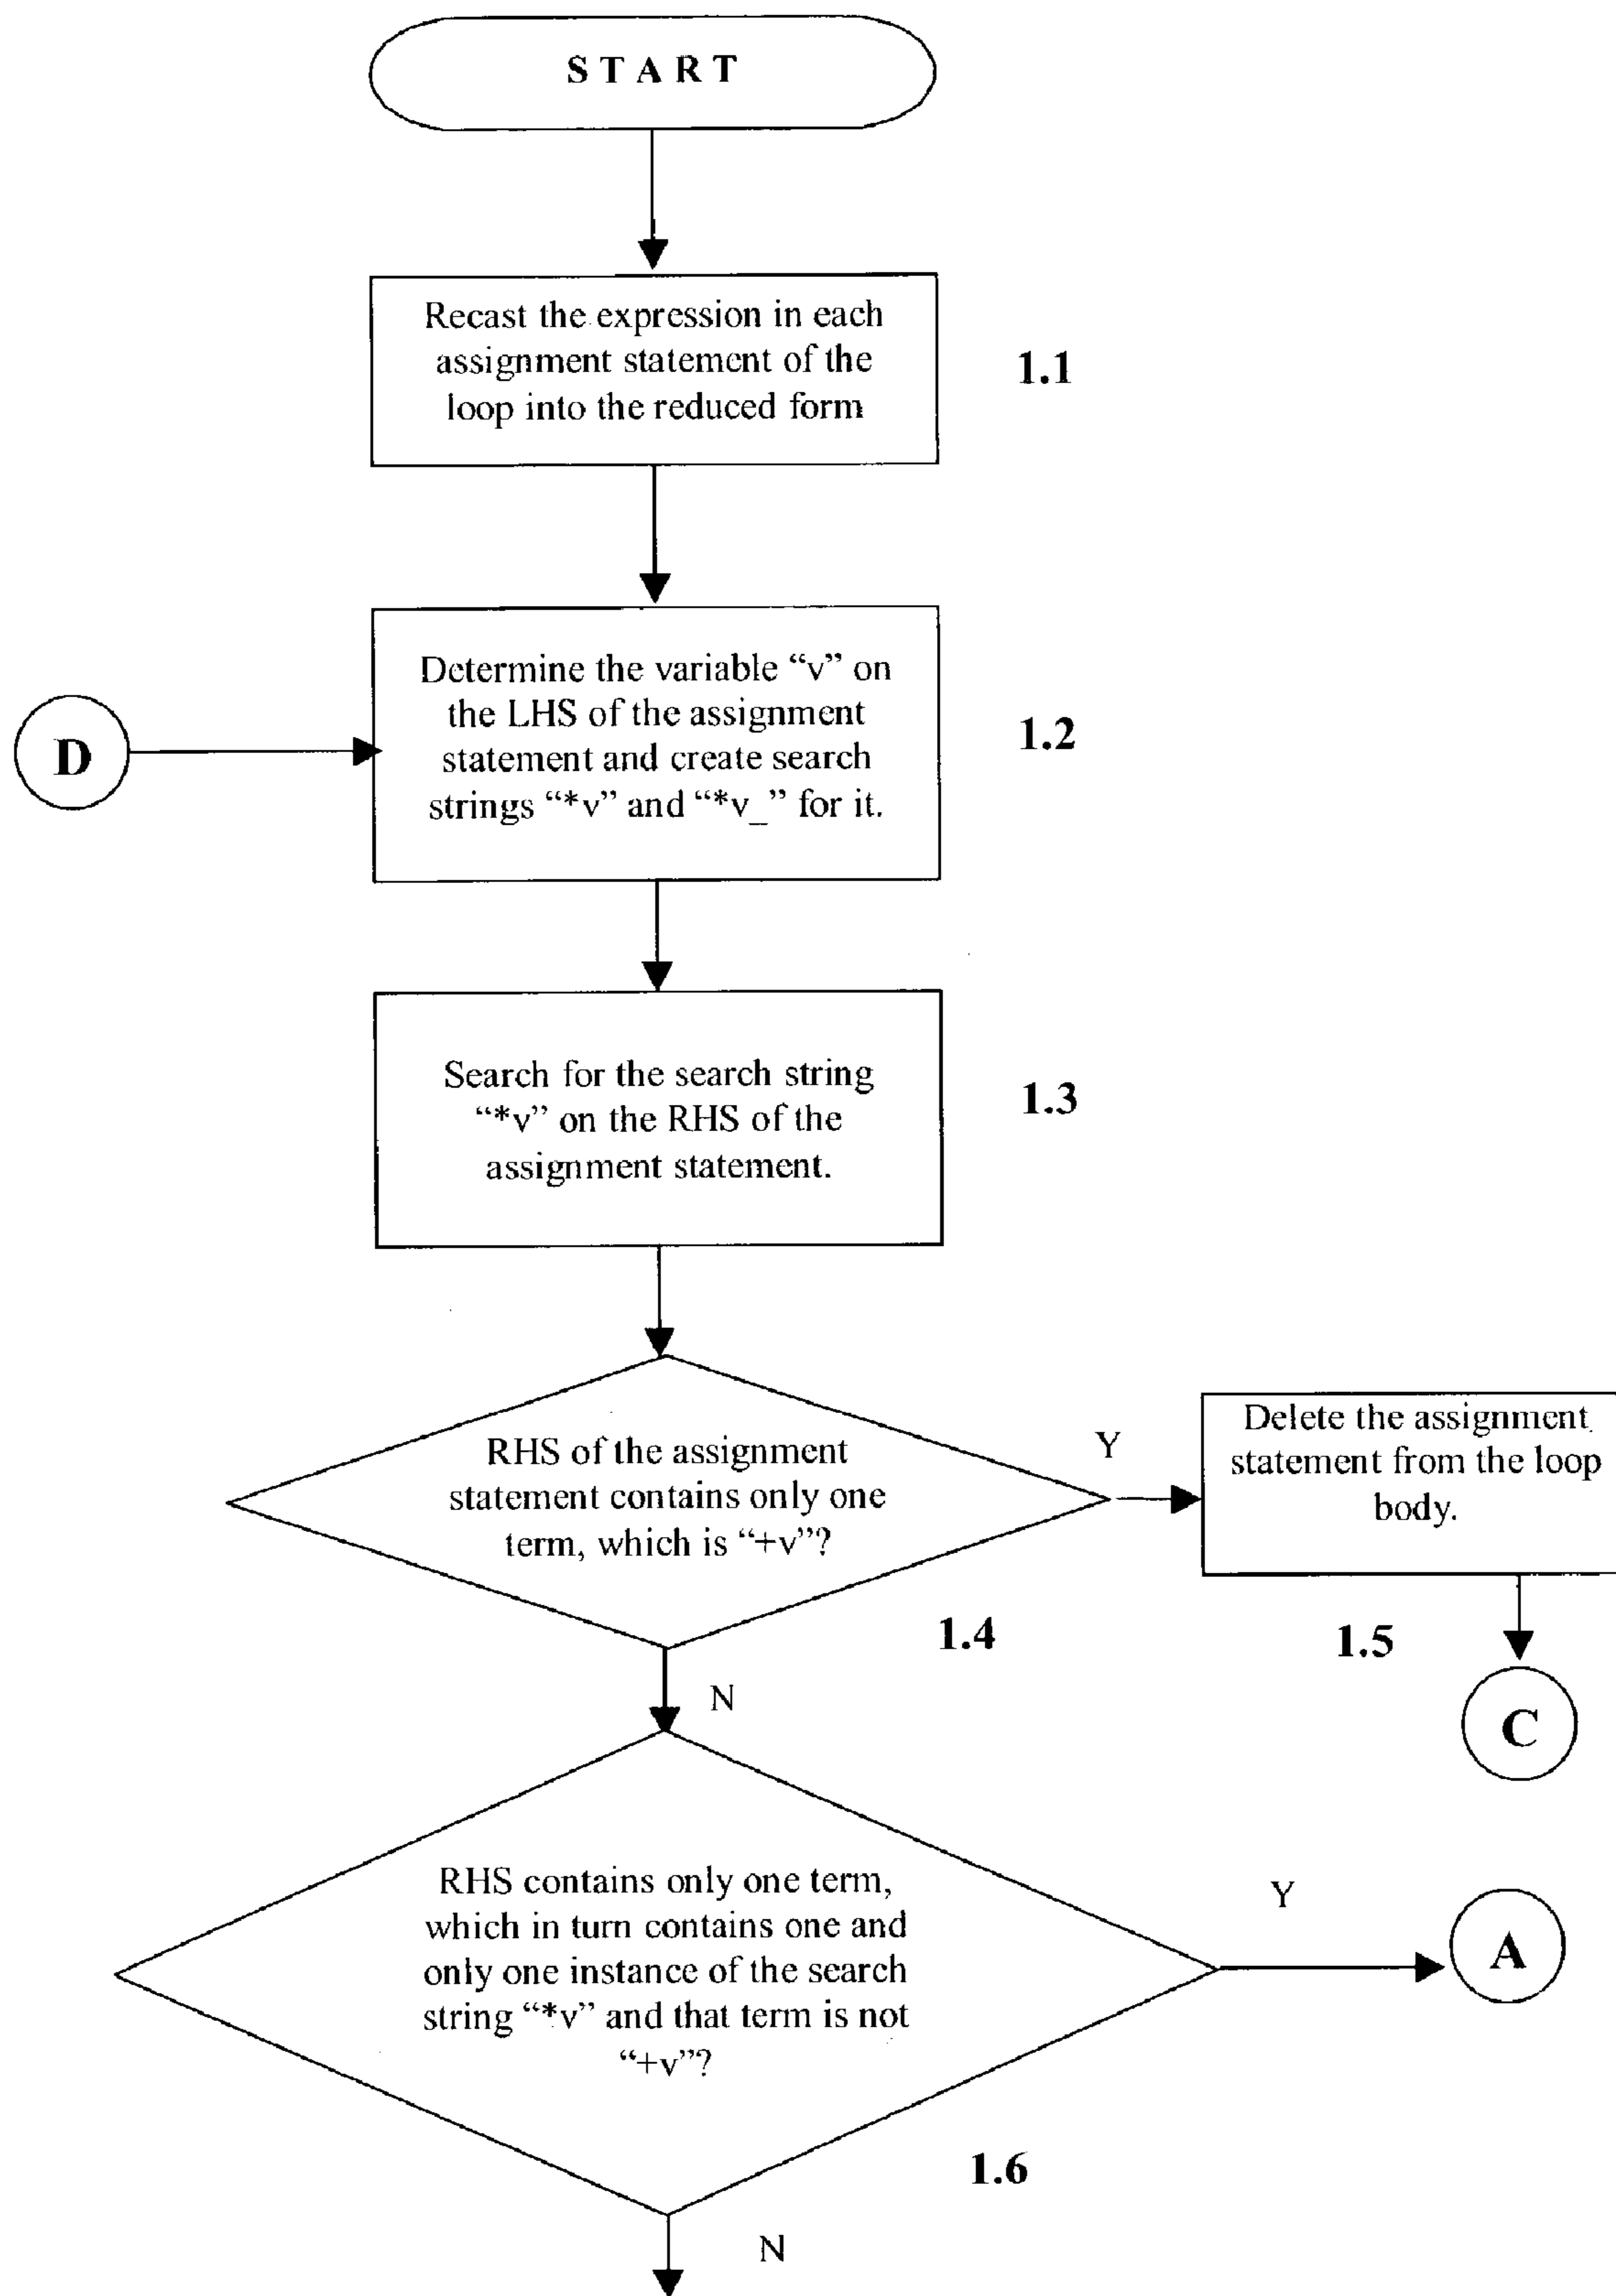 S T A R T
Recast the expression in each
assignment statement of the
loop into the reduced form
1.1
Determine the variable “v” on
the LHS of the assignment
statement and create search
strings “*v” and “*v_” for it.
1.2
D
Search for the search string
“*v” on the RHS of the
assignment statement.
1.3
RHS of the assignment
statement contains only one
term, which is “+v”?
1.4
Y
Delete the assignment
statement from the loop
body.
1.5
C
N
RHS contains only one term,
which in turn contains one and
only one instance of the search
string “*v” and that term is not
“+v”?
1.6
Y
A
N